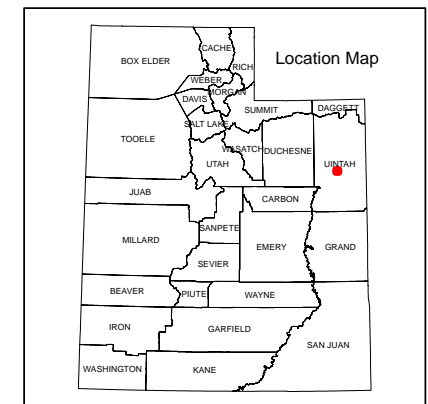 Location Map
CACHE
BOX ELDER
RICH
WEBER
MORGAN
DAVIS
SUMMIT
DAGGETT
SALT LAKE
TOOELE
WASATCH
DUCHESNE
UTAH
UINTAH
JUAB
CARBON
SANPETE
MILLARD
EMERY
GRAND
SEVIER
BEAVER
PIUTE
WAYNE
IRON
GARFIELD
SAN JUAN
WASHINGTON
KANE